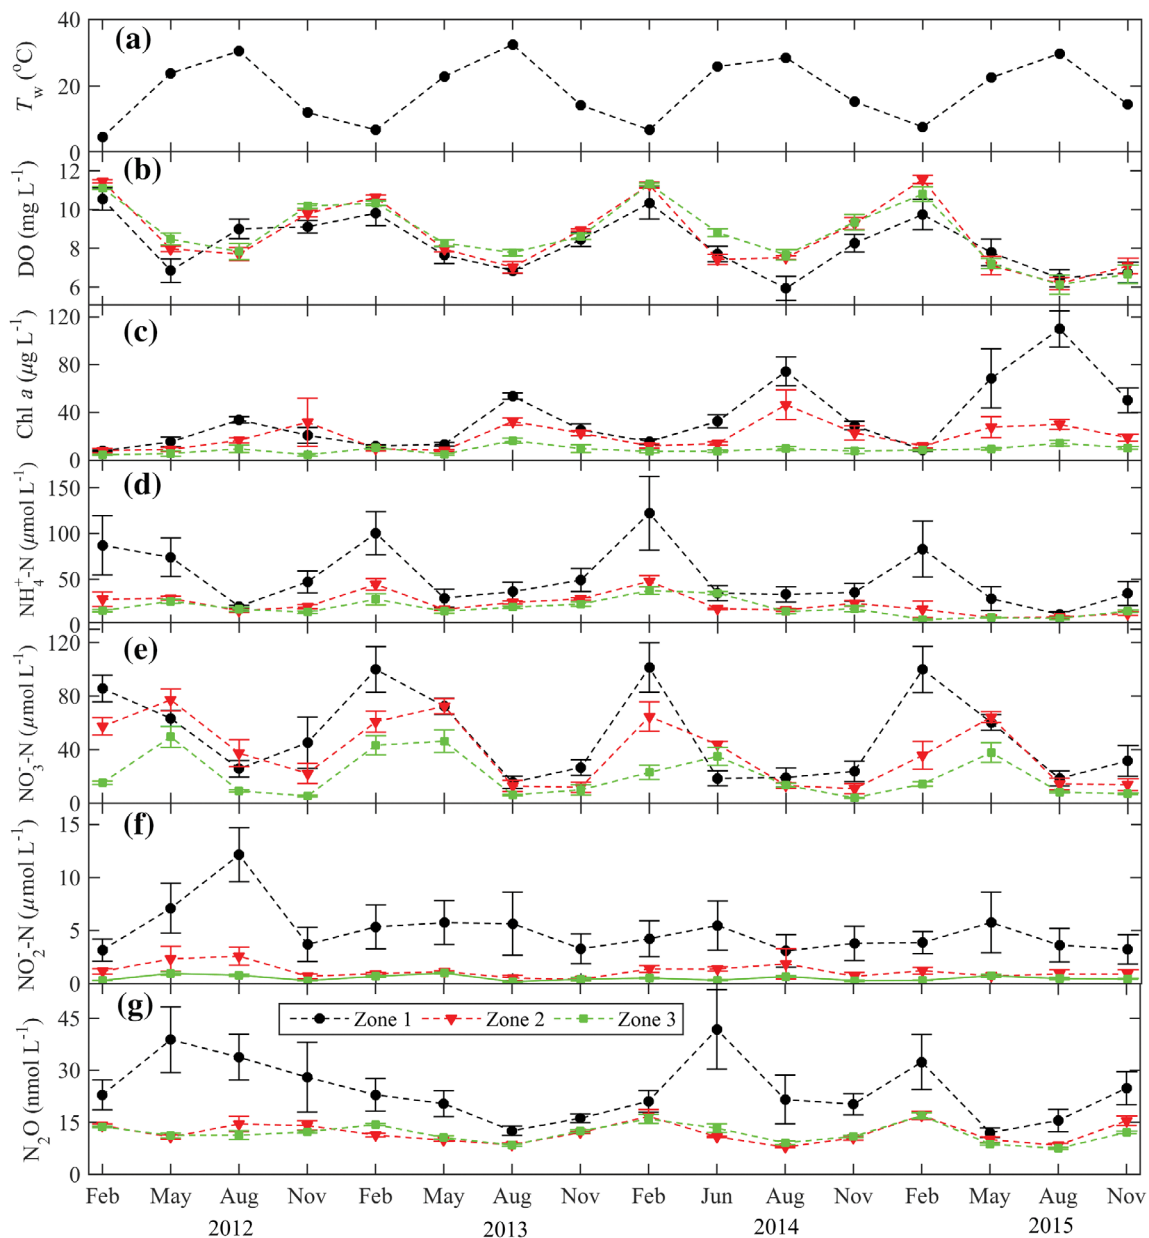 (a)
40
20
0
T_w (°C)
(b)
12
10
8
6
DO (mg L⁻¹)
(c)
120
80
40
0
Chl a (μg L⁻¹)
(d)
150
100
50
0
NH₄⁺-N (μmol L⁻¹)
(e)
120
80
40
0
NO₃⁻-N (μmol L⁻¹)
(f)
15
10
5
0
NO₂⁻-N (μmol L⁻¹)
(g)
Zone 1 Zone 2 Zone 3
45
30
15
0
N₂O (nmol L⁻¹)
Feb May Aug Nov Feb May Aug Nov Feb Jun Aug Nov Feb May Aug Nov
2012 2013 2014 2015